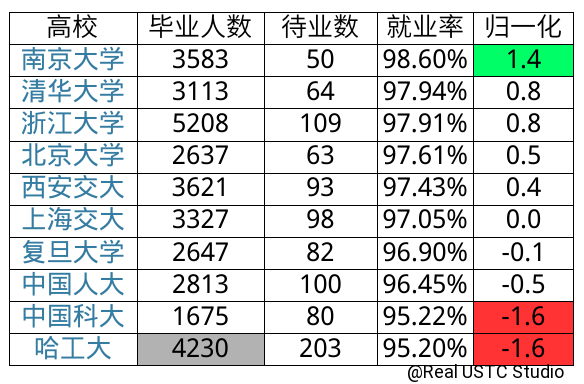 高校 毕业人数 待业数 就业率 归一化
南京大学 3583 50 98.60% 1.4
清华大学 3113 64 97.94% 0.8
浙江大学 5208 109 97.91% 0.8
北京大学 2637 63 97.61% 0.5
西安交大 3621 93 97.43% 0.4
上海交大 3327 98 97.05% 0.0
复旦大学 2647 82 96.90% -0.1
中国人大 2813 100 96.45% -0.5
中国科大 1675 80 95.22% -1.6
哈工大 4230 203 95.20% -1.6
@Real USTC Studio